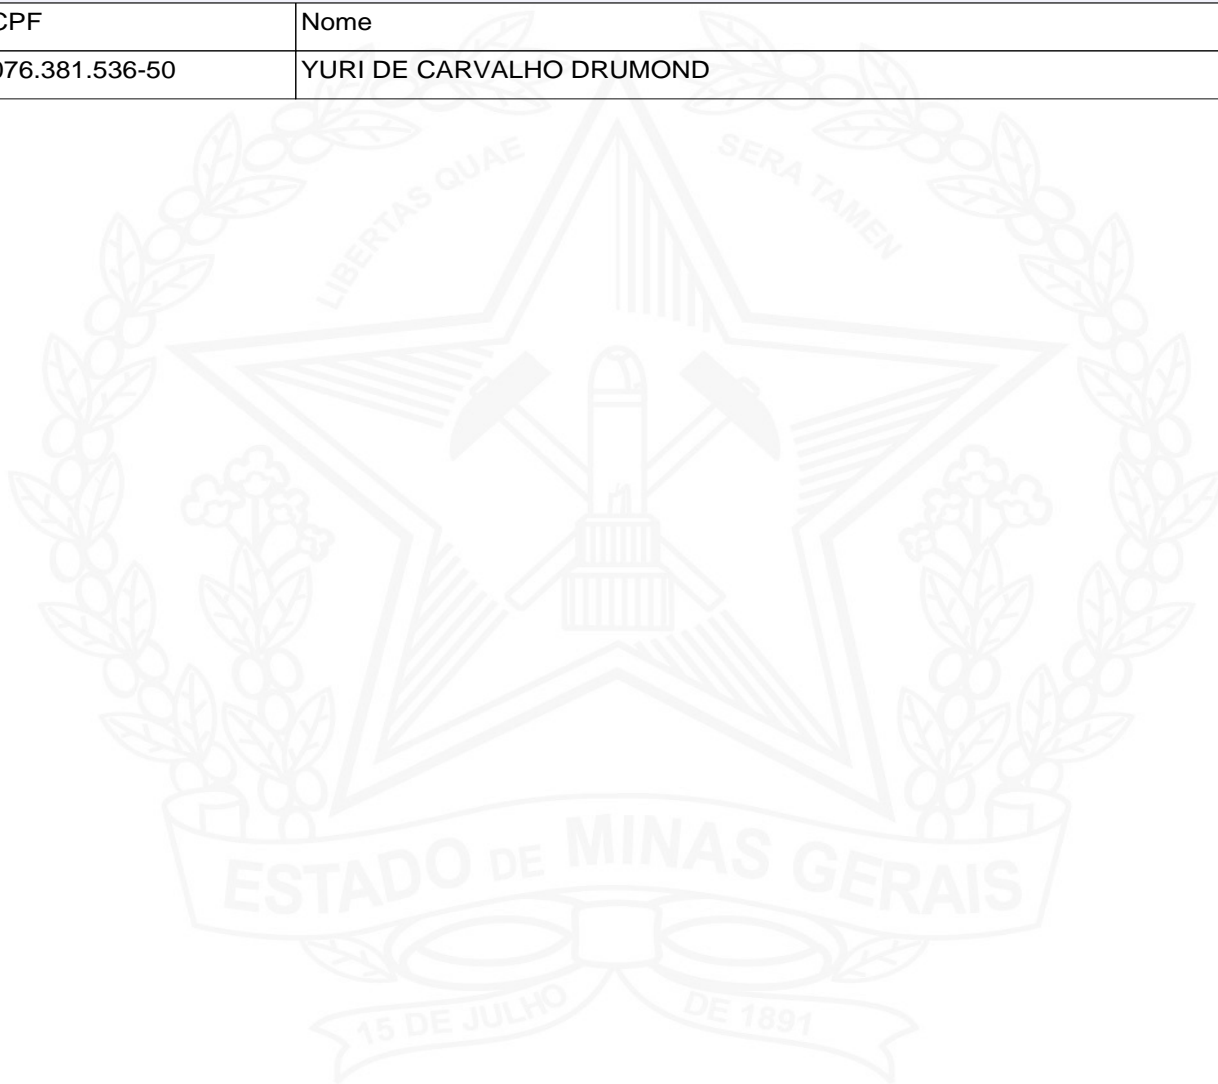 CPF Nome
076.381.536-50 YURI DE CARVALHO DRUMOND
LIBERTAS QUAE SERA TAMEN
ESTADO DE MINAS GERAIS
15 DE JULHO DE 1891